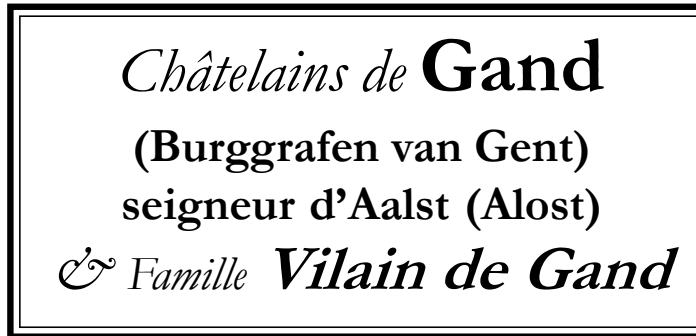 Châtelains de Gand
(Burggrafen van Gent)
seigneur d’Aalst (Alost)
& Famille Vilain de Gand